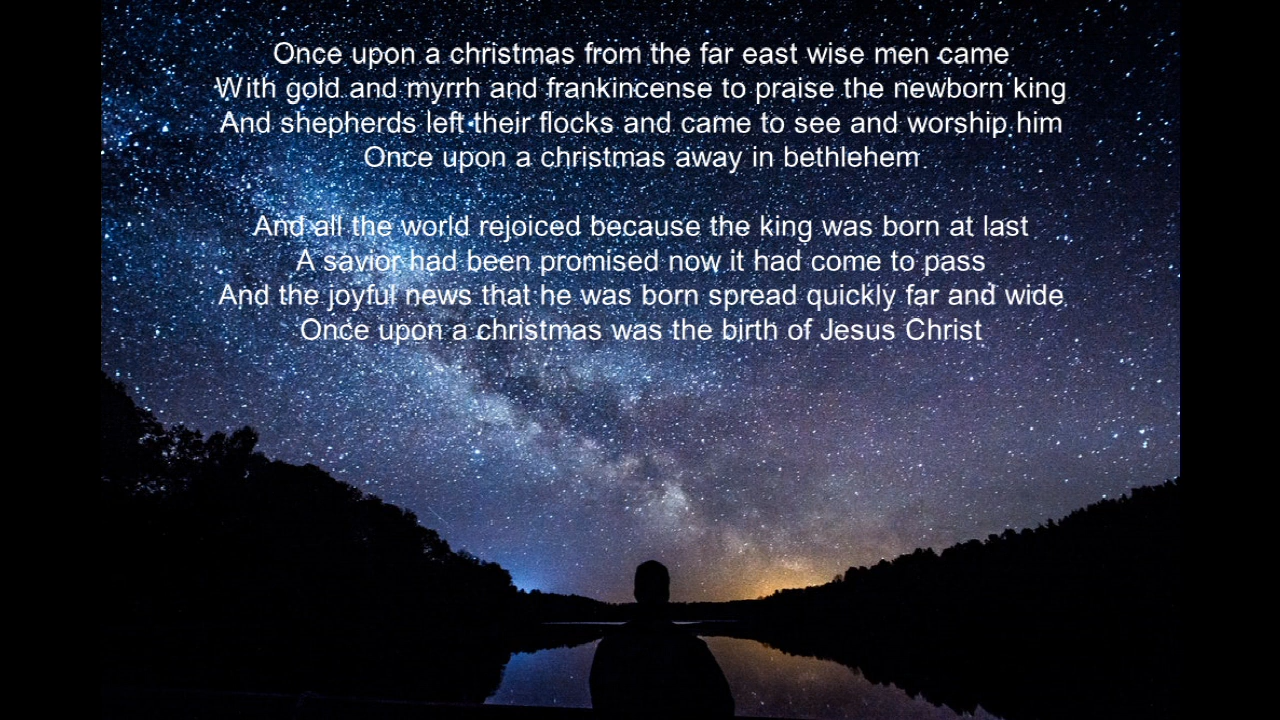 Once upon a christmas from the far east wise men came
With gold and myrrh and frankincense to praise the newborn king
And shepherds left their flocks and came to see and worship him
Once upon a christmas away in bethlehem
And all the world rejoiced because the king was born at last
A savior had been promised now it had come to pass
And the joyful news that he was born spread quickly far and wide
Once upon a christmas was the birth of Jesus Christ